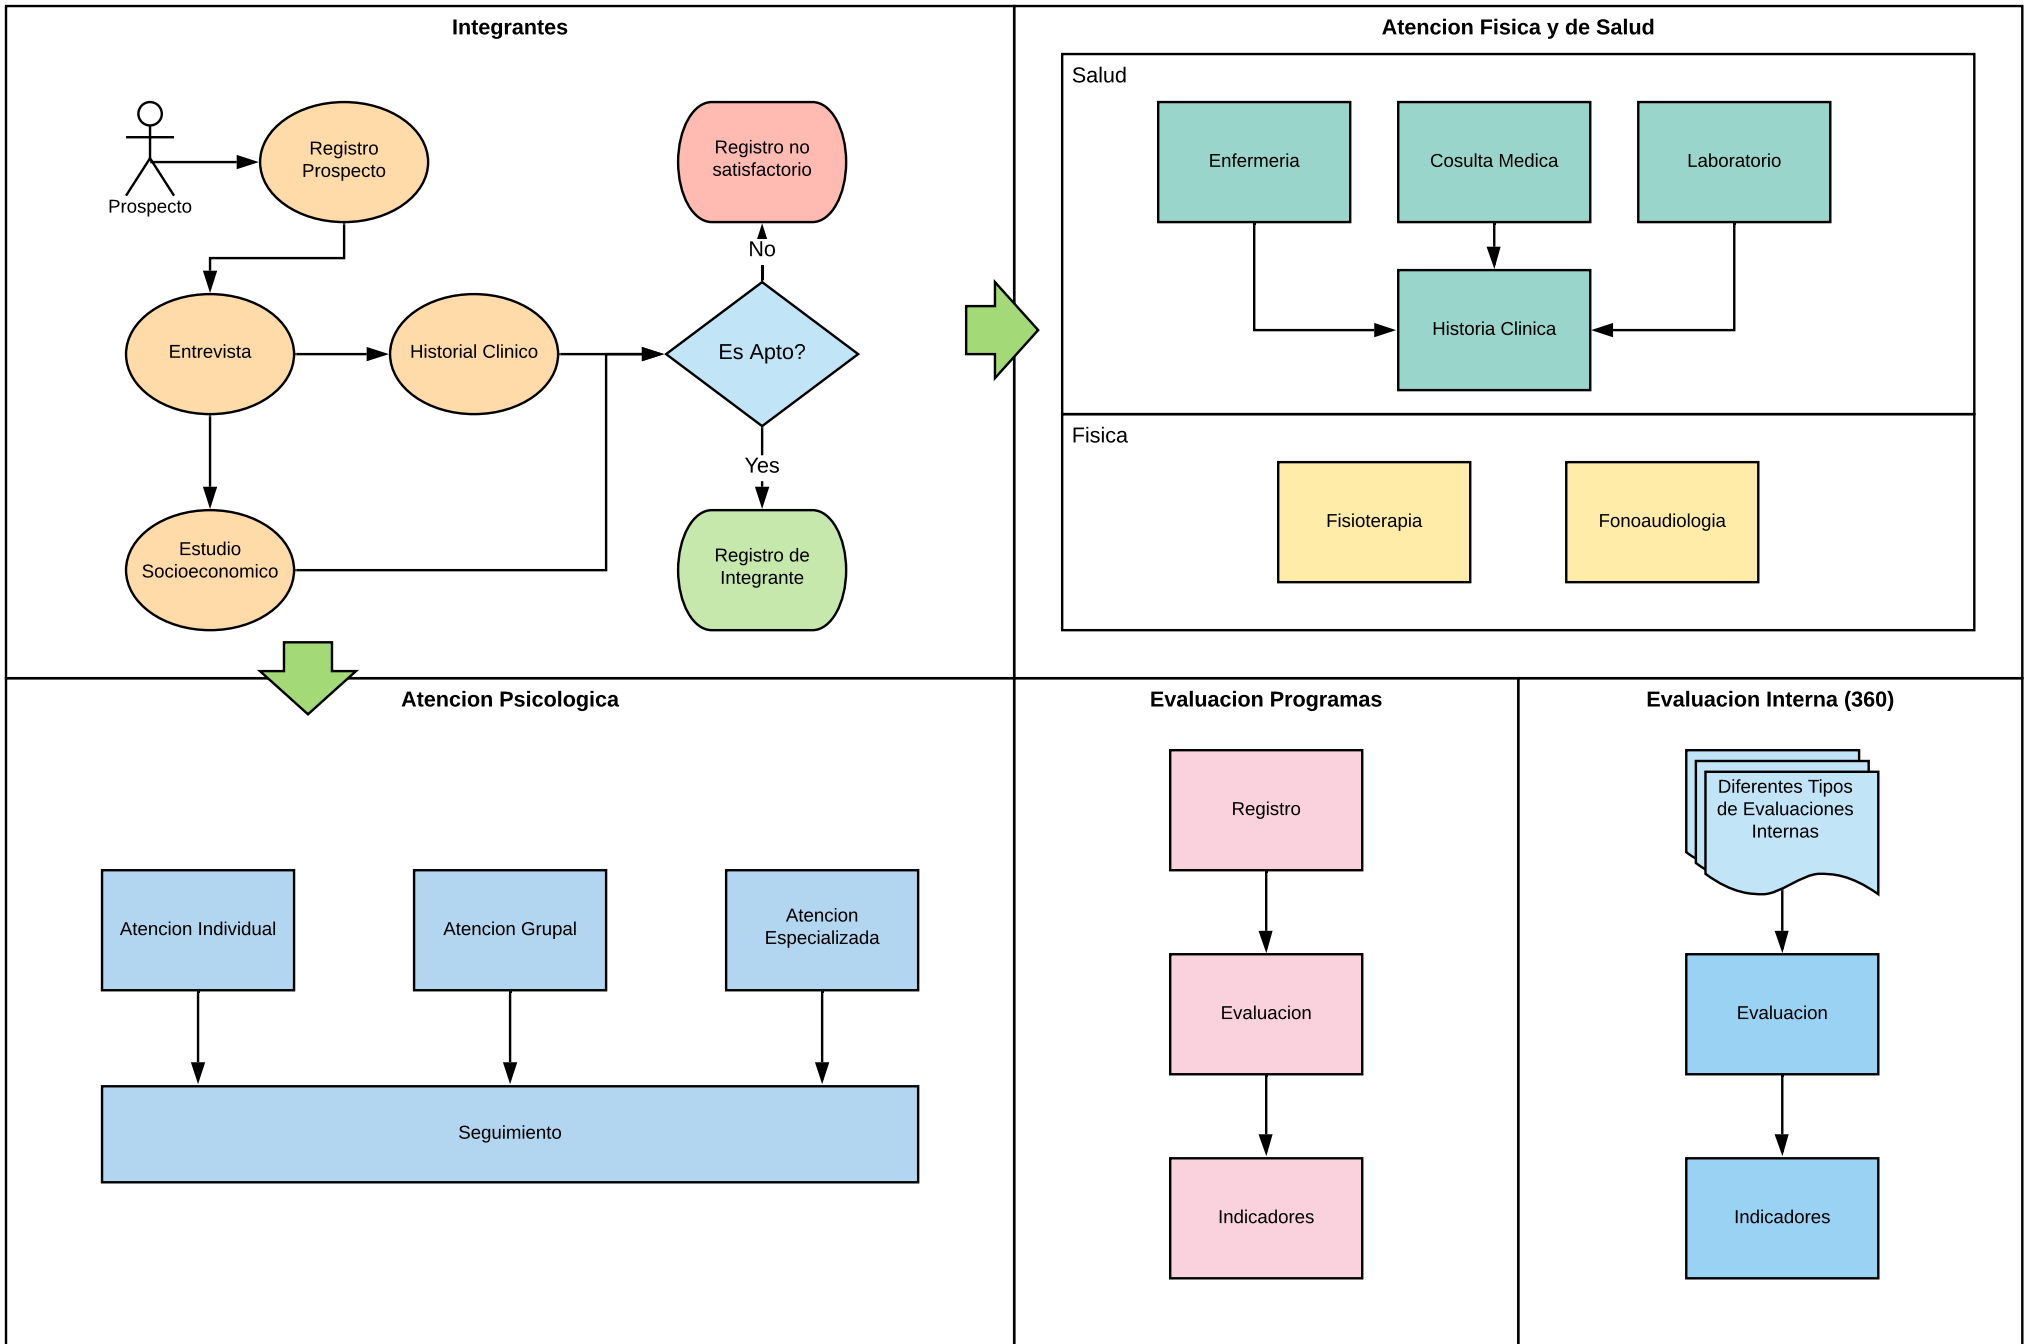 Integrantes
Prospecto
Registro
Prospecto
Registro no
satisfactorio
No
Entrevista
Historial Clinico
Es Apto?
Yes
Estudio
Socioeconomico
Registro de
Integrante
Atencion Fisica y de Salud
Salud
Enfermeria
Cosulta Medica
Laboratorio
Historia Clinica
Fisica
Fisioterapia
Fonoaudiologia
Atencion Psicologica
Atencion Individual
Atencion Grupal
Atencion
Especializada
Seguimiento
Evaluacion Programas
Registro
Evaluacion
Indicadores
Evaluacion Interna (360)
Diferentes Tipos
de Evaluaciones
Internas
Evaluacion
Indicadores